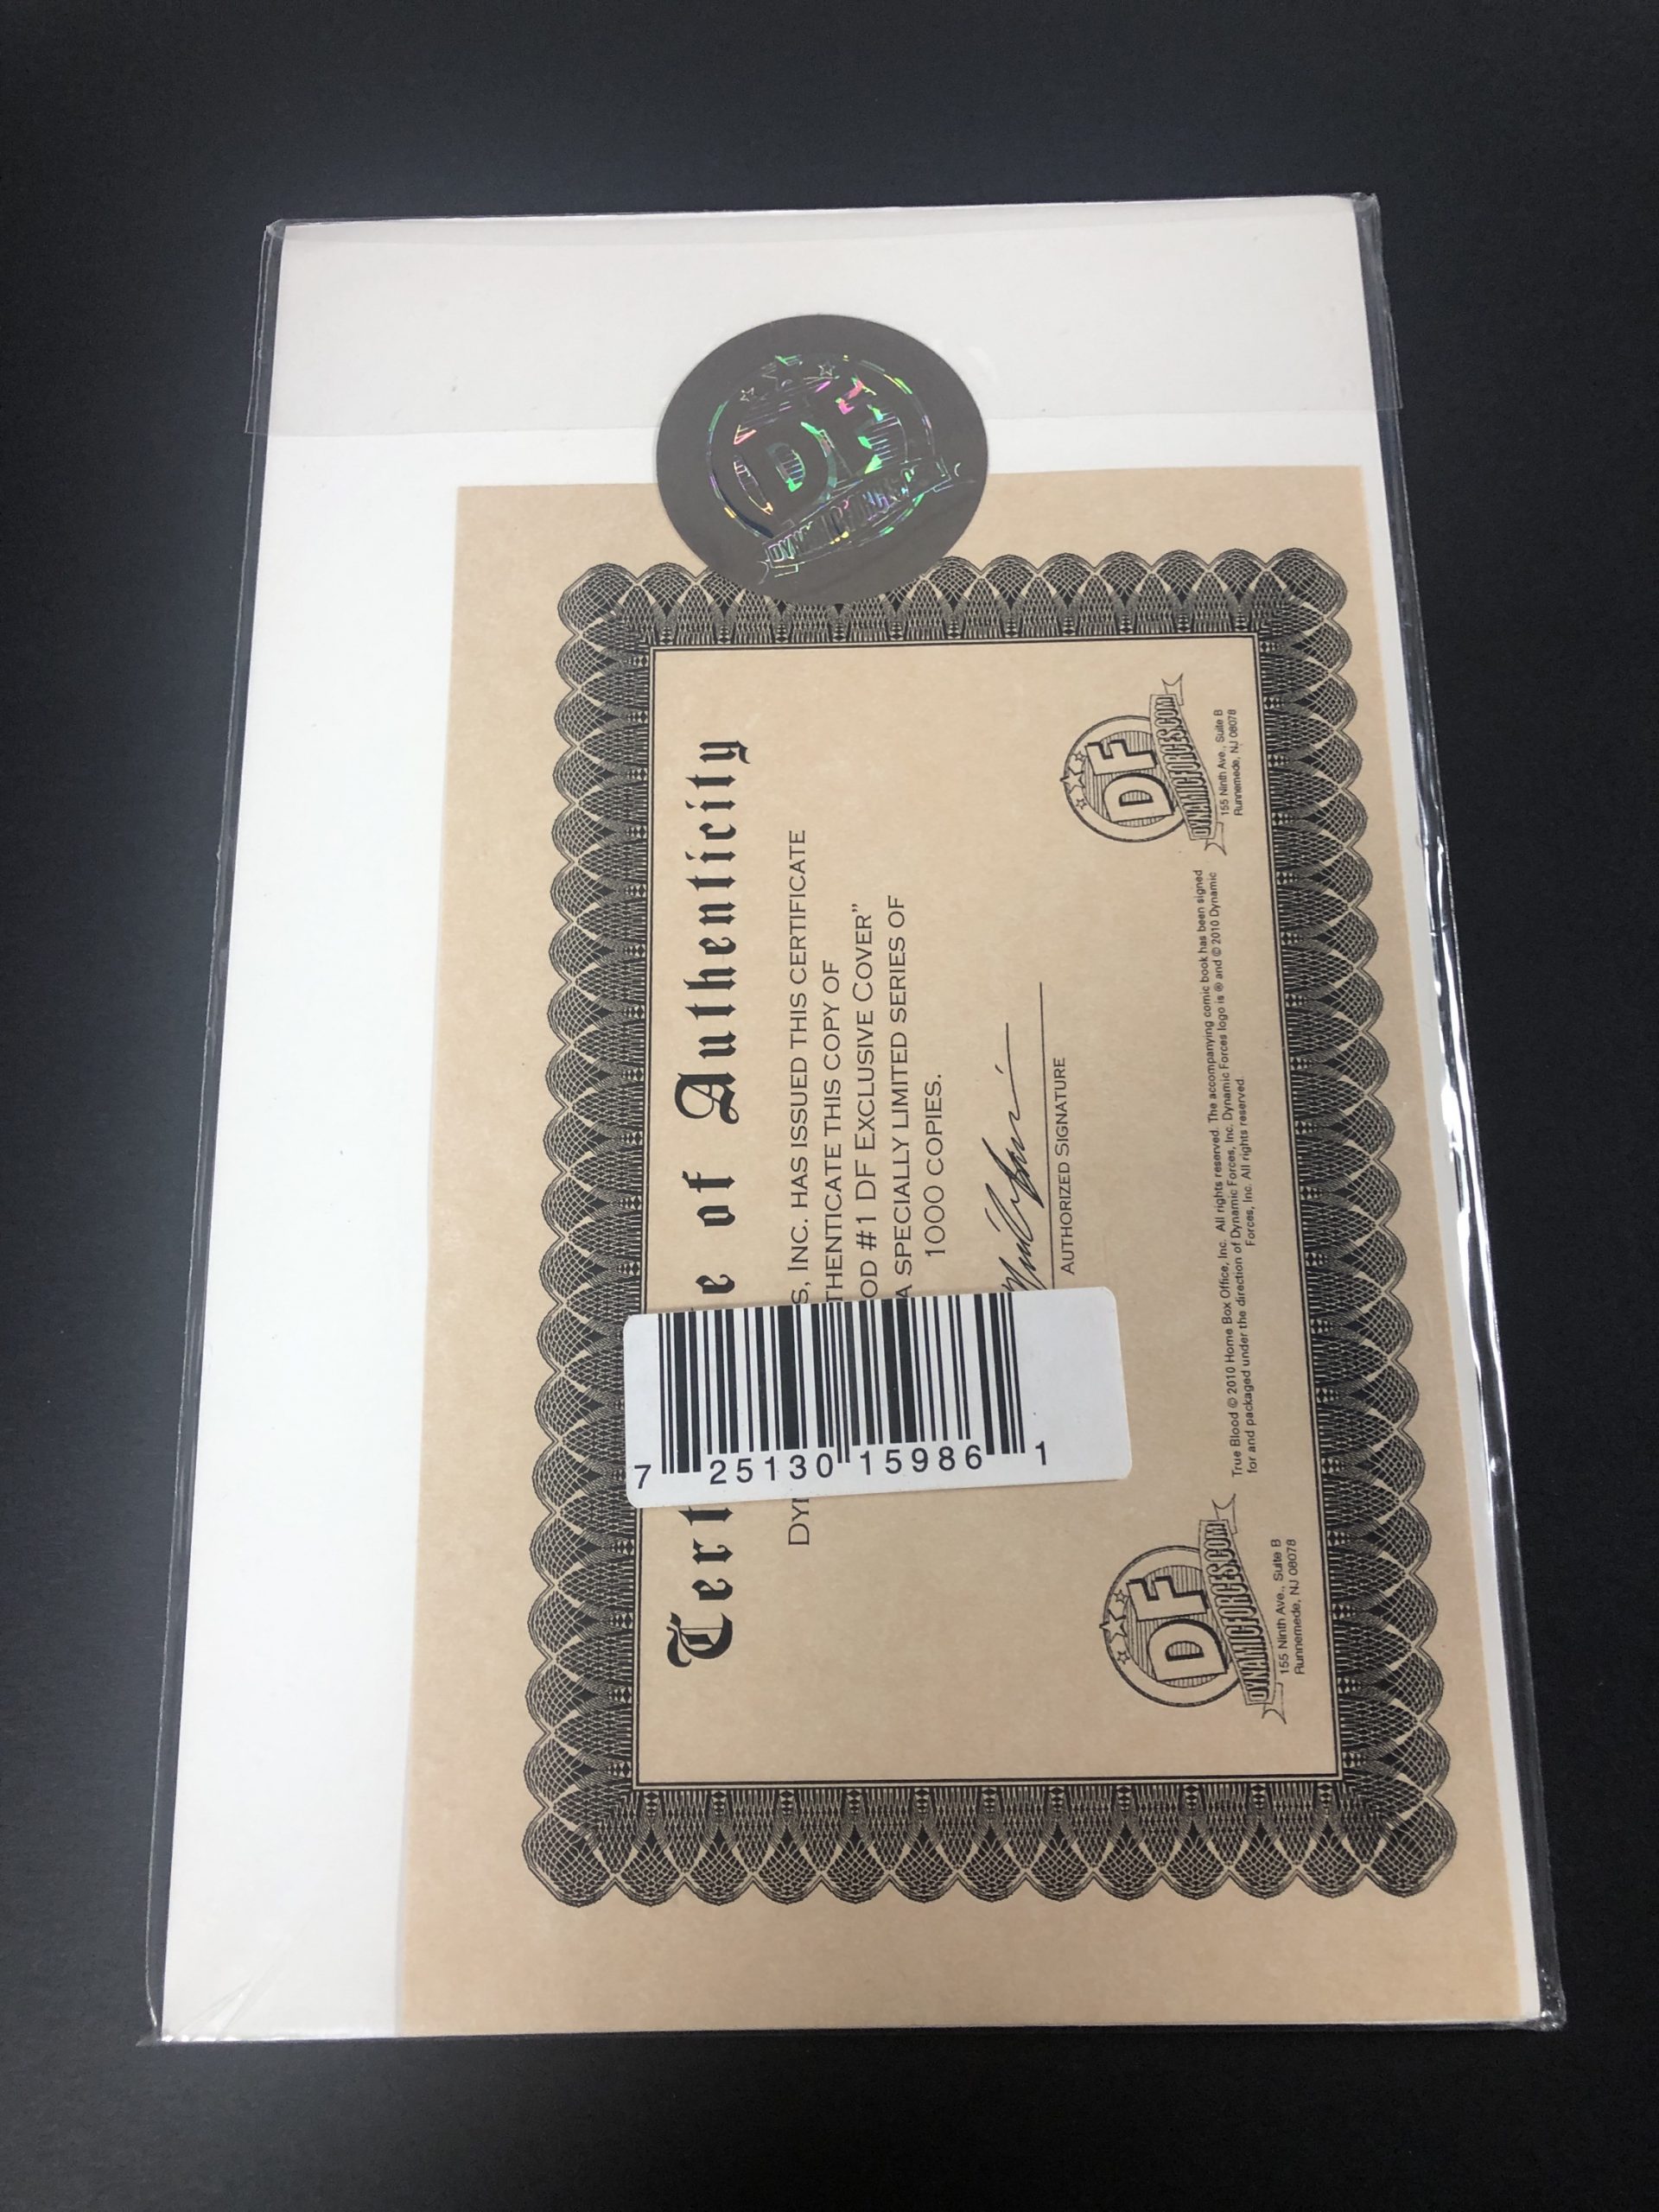 DF
Cert e of Authenticity
Dy s, Inc. has issued this certificate
thenticate this copy of
od #1 DF Exclusive Cover”
a specially limited series of
1000 copies.
Authorized Signature
7 25130 15986 1
DF
DYNAMICFORCES.COM
155 Ninth Ave., Suite B
Runnemede, NJ 08078
True Blood © 2010 Home Box Office, Inc. All rights reserved. The accompanying comic book has been signed
for and packaged under the direction of Dynamic Forces, Inc. Dynamic Forces logo is ® and © 2010 Dynamic
Forces, Inc. All rights reserved.
DF
DYNAMICFORCES.COM
155 Ninth Ave., Suite B
Runnemede, NJ 08078